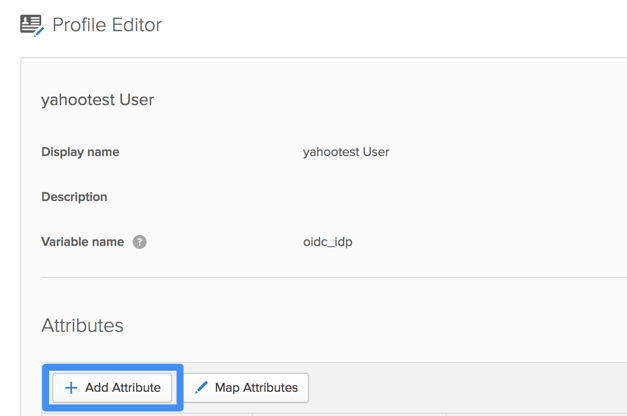 Profile Editor
yahootest User
Display name yahootest User
Description
Variable name ? oidc_idp
Attributes
+ Add Attribute Map Attributes